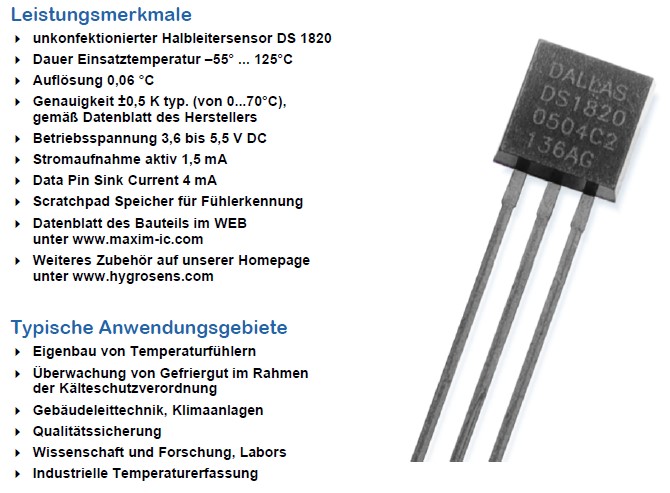 Leistungsmerkmale
unkonfektionierter Halbleitersensor DS 1820
Dauer Einsatztemperatur –55° ... 125°C
Auflösung 0,06 °C
Genauigkeit ±0,5 K typ. (von 0...70°C),
gemäß Datenblatt des Herstellers
Betriebsspannung 3,6 bis 5,5 V DC
Stromaufnahme aktiv 1,5 mA
Data Pin Sink Current 4 mA
Scratchpad Speicher für Fühlerkennung
Datenblatt des Bauteils im WEB
unter www.maxim-ic.com
Weiteres Zubehör auf unserer Homepage
unter www.hygrosens.com
Typische Anwendungsgebiete
Eigenbau von Temperaturfühlern
Überwachung von Gefriergut im Rahmen
der Kälteschutzverordnung
Gebäudeleittechnik, Klimaanlagen
Qualitätssicherung
Wissenschaft und Forschung, Labors
Industrielle Temperaturerfassung
DALLAS
DS1820
0504C2
136AG